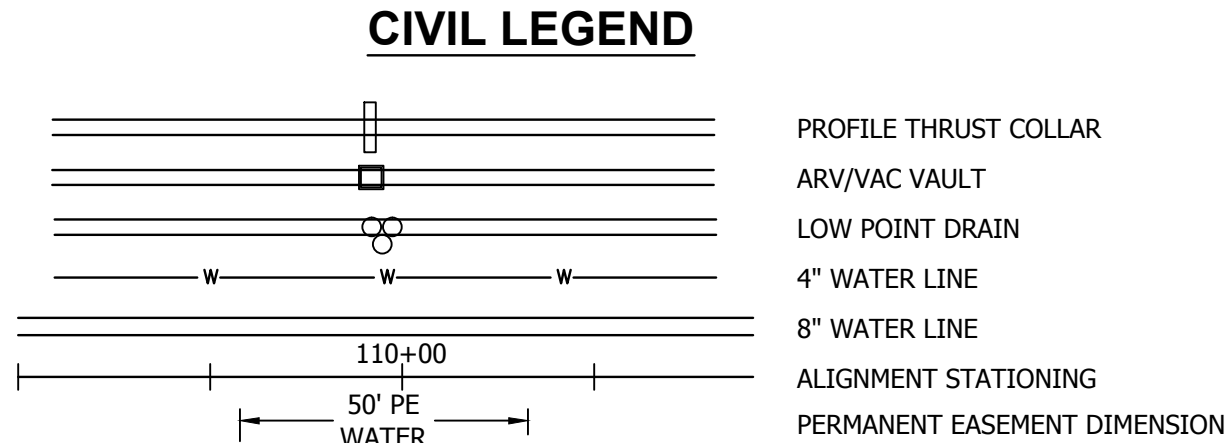 CIVIL LEGEND
PROFILE THRUST COLLAR
ARV/VAC VAULT
LOW POINT DRAIN
W W W 4" WATER LINE
8" WATER LINE
110+00
ALIGNMENT STATIONING
50' PE
PERMANENT EASEMENT DIMENSION
WATER